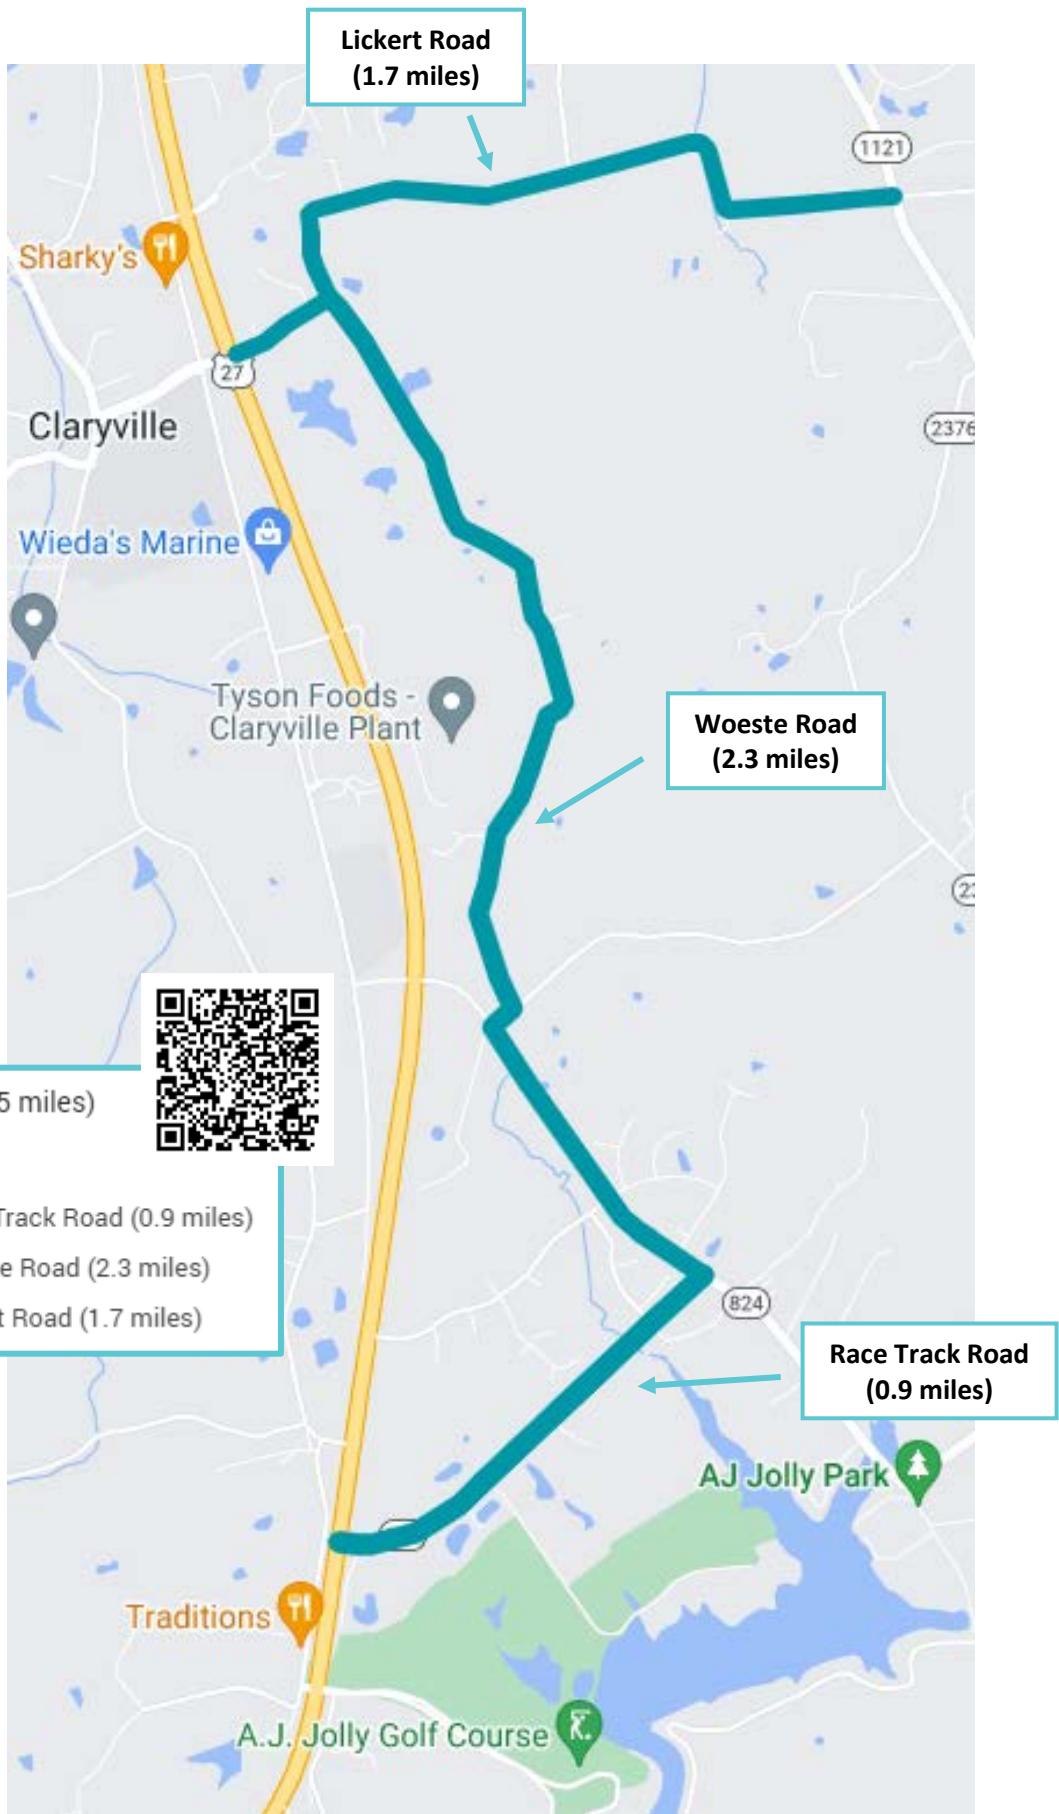 Lickert Road
(1.7 miles)
1121
Sharky's
27
Claryville
2376
Wieda's Marine
Tyson Foods -
Claryville Plant
Woeste Road
(2.3 miles)
23
5 miles)
Track Road (0.9 miles)
e Road (2.3 miles)
t Road (1.7 miles)
824
Race Track Road
(0.9 miles)
AJ Jolly Park
Traditions
A.J. Jolly Golf Course